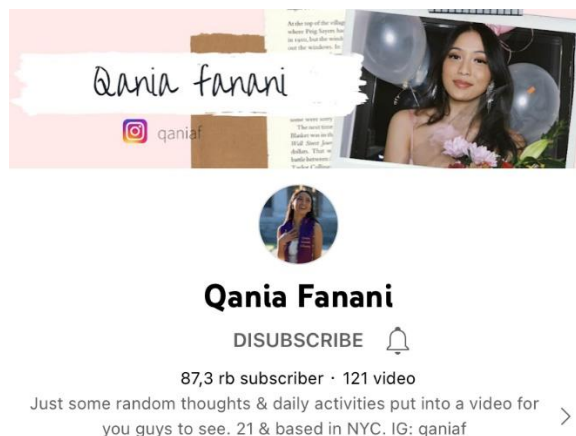 Qania Fanani
qaniaf
Qania Fanani
DISUBSCRIBE
87,3 rb subscriber · 121 video
Just some random thoughts & daily activities put into a video for
you guys to see. 21 & based in NYC. IG: qaniaf